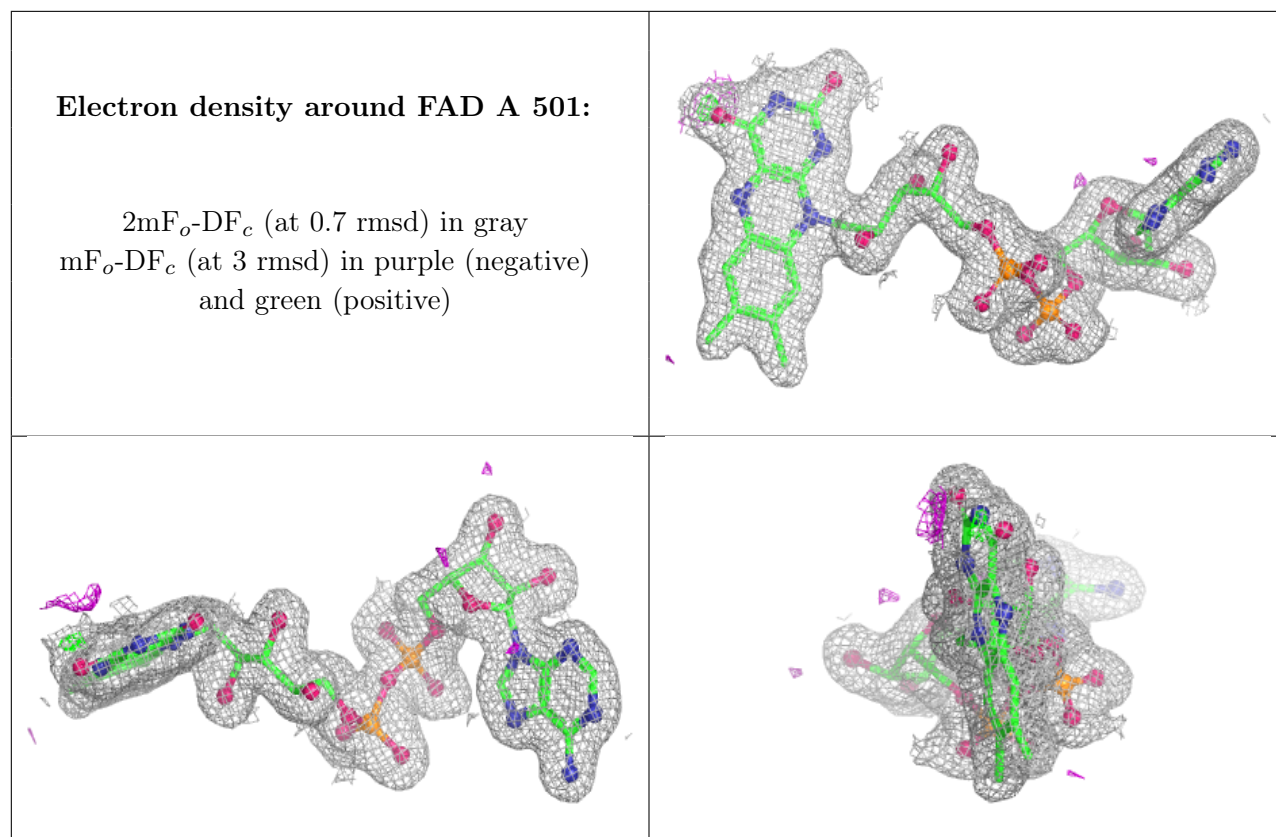 Electron density around FAD A 501:
2mFo-DFc (at 0.7 rmsd) in gray
mFo-DFc (at 3 rmsd) in purple (negative)
and green (positive)